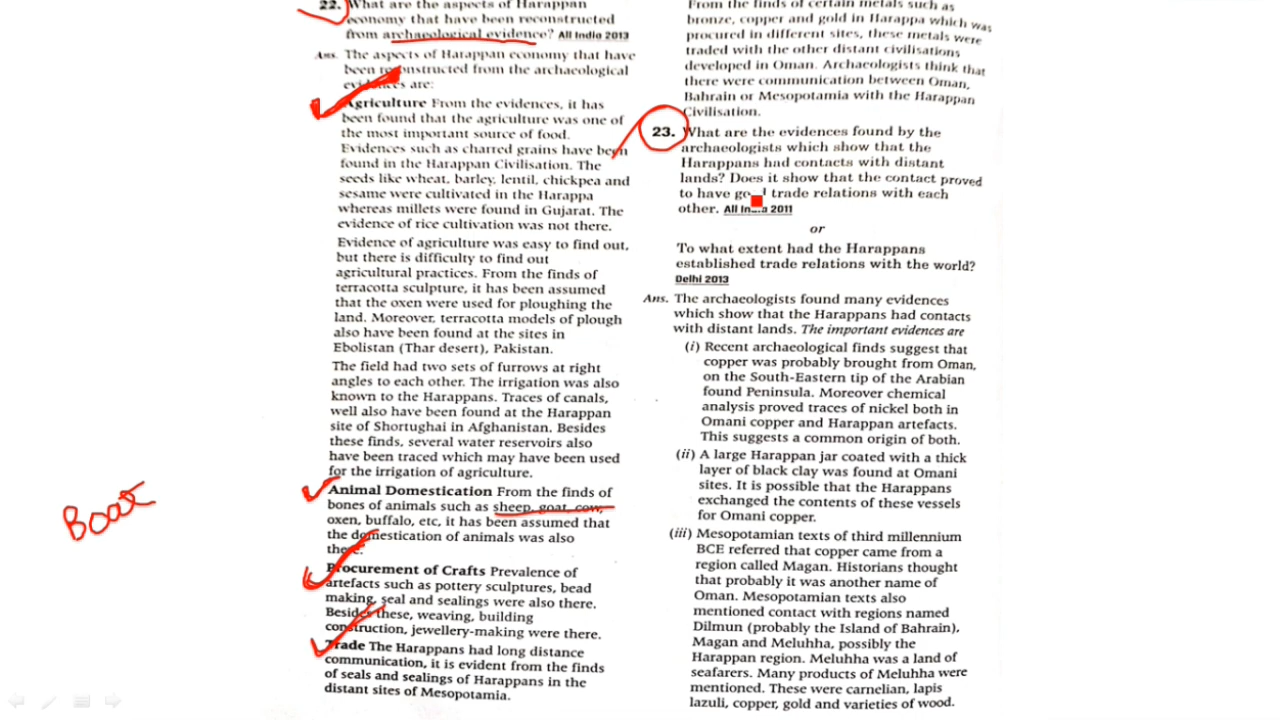 Boat
22. What are the aspects of Harappan
economy that have been reconstructed
from archaeological evidence? All India 2013
Ans. The aspects of Harappan economy that have
been reconstructed from the archaeological
evidences are:
Agriculture From the evidences, it has
been found that the agriculture was one of
the most important source of food.
Evidences such as charred grains have been
found in the Harappan Civilisation. The
seeds like wheat, barley, lentil, chickpea and
sesame were cultivated in the Harappa
whereas millets were found in Gujarat. The
evidence of rice cultivation was not there.
Evidence of agriculture was easy to find out,
but there is difficulty to find out
agricultural practices. From the finds of
terracotta sculpture, it has been assumed
that the oxen were used for ploughing the
land. Moreover, terracotta models of plough
also have been found at the sites in
Ebolistan (Thar desert), Pakistan.
The field had two sets of furrows at right
angles to each other. The irrigation was also
known to the Harappans. Traces of canals,
well also have been found at the Harappan
site of Shortughai in Afghanistan. Besides
these finds, several water reservoirs also
have been traced which may have been used
for the irrigation of agriculture.
Animal Domestication From the finds of
bones of animals such as sheep, goat, cow,
oxen, buffalo, etc, it has been assumed that
the domestication of animals was also
there.
Procurement of Crafts Prevalence of
artefacts such as pottery sculptures, bead
making, seal and sealings were also there.
Besides these, weaving, building
construction, jewellery-making were there.
Trade The Harappans had long distance
communication, it is evident from the finds
of seals and sealings of Harappans in the
distant sites of Mesopotamia.
From the finds of certain metals such as
bronze, copper and gold in Harappa which was
procured in different sites, these metals were
traded with the other distant civilisations
developed in Oman. Archaeologists think that
there were communication between Oman,
Bahrain or Mesopotamia with the Harappan
Civilisation.
23. What are the evidences found by the
archaeologists which show that the
Harappans had contacts with distant
lands? Does it show that the contact proved
to have trade relations with each
other. All India 2011
or
To what extent had the Harappans
established trade relations with the world?
Delhi 2013
Ans. The archaeologists found many evidences
which show that the Harappans had contacts
with distant lands. The important evidences are
(i) Recent archaeological finds suggest that
copper was probably brought from Oman,
on the South-Eastern tip of the Arabian
found Peninsula. Moreover chemical
analysis proved traces of nickel both in
Omani copper and Harappan artefacts.
This suggests a common origin of both.
(ii) A large Harappan jar coated with a thick
layer of black clay was found at Omani
sites. It is possible that the Harappans
exchanged the contents of these vessels
for Omani copper.
(iii) Mesopotamian texts of third millennium
BCE referred that copper came from a
region called Magan. Historians thought
that probably it was another name of
Oman. Mesopotamian texts also
mentioned contact with regions named
Dilmun (probably the Island of Bahrain),
Magan and Meluhha, possibly the
Harappan region. Meluhha was a land of
seafarers. Many products of Meluhha were
mentioned. These were carnelian, lapis
lazuli, copper, gold and varieties of wood.